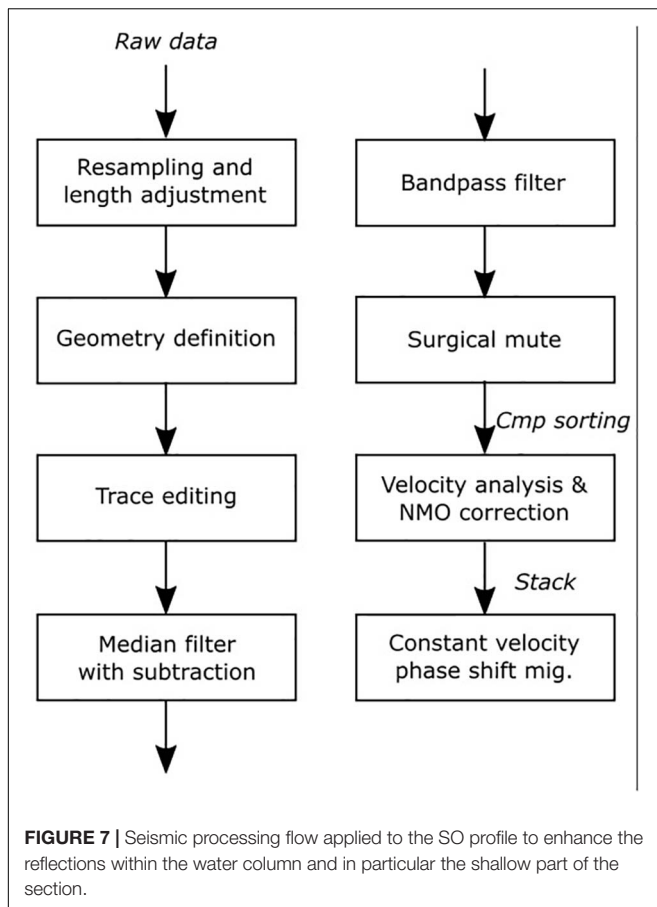 Raw data
Resampling and
length adjustment
Geometry definition
Trace editing
Median filter
with subtraction
Bandpass filter
Surgical mute
Cmp sorting
Velocity analysis &
NMO correction
Stack
Constant velocity
phase shift mig.
FIGURE 7 | Seismic processing flow applied to the SO profile to enhance the
reflections within the water column and in particular the shallow part of the
section.